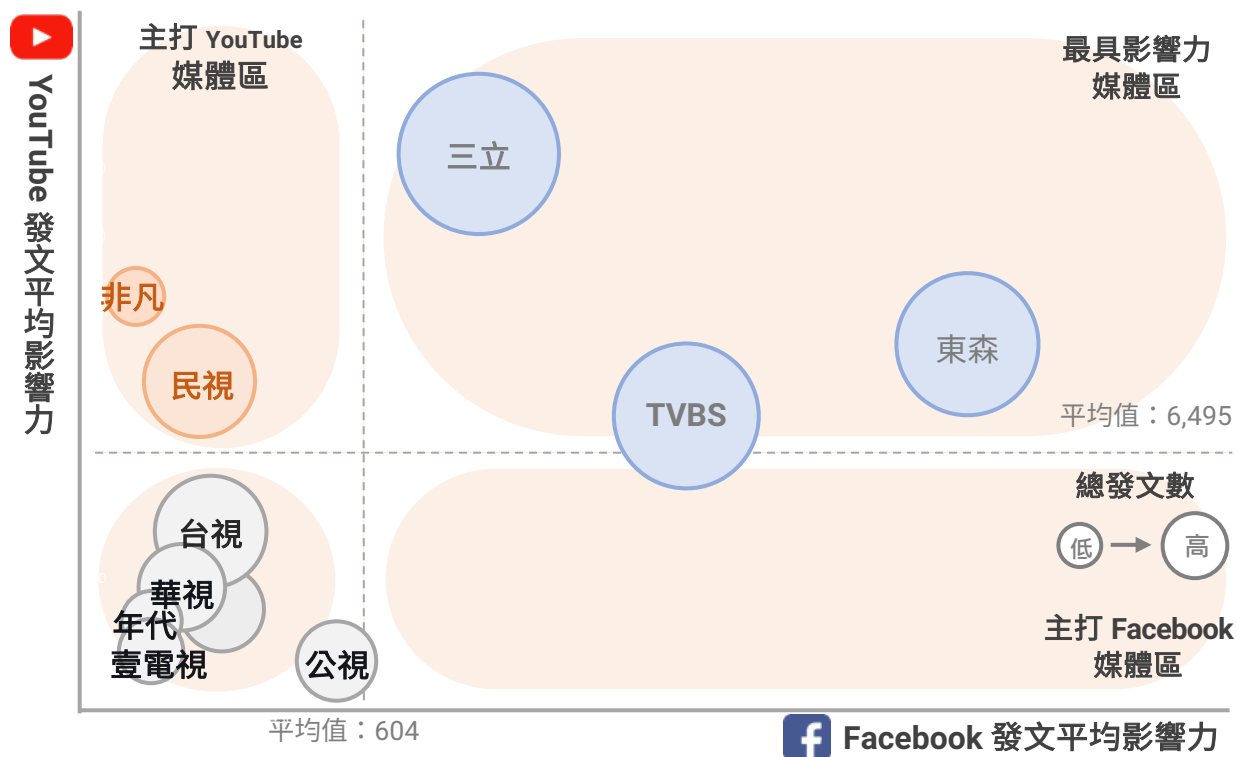 主打 YouTube
媒體區
最具影響力
媒體區
YouTube 發文平均影響力
三立
非凡
民視
東森
TVBS
平均值：6,495
總發文數
低
高
台視
華視
年代
壹電視
公視
主打 Facebook
媒體區
平均值：604
Facebook 發文平均影響力